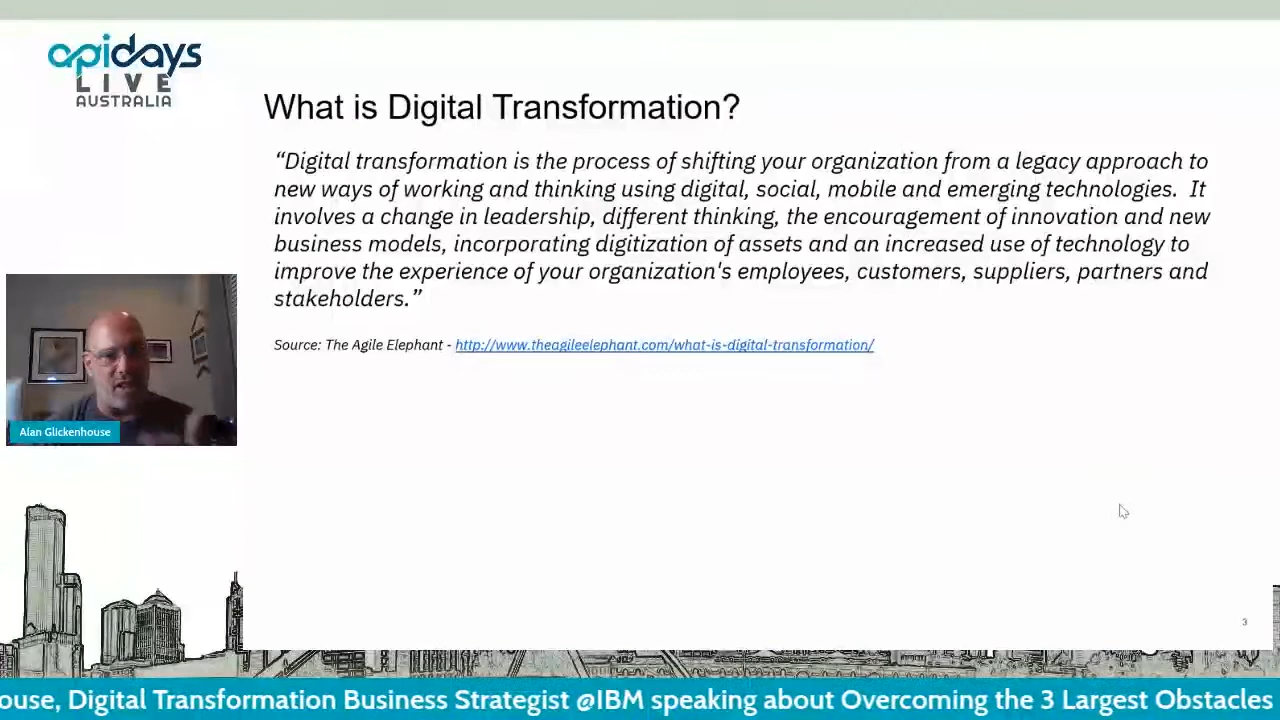 apidays
LIVE
AUSTRALIA
What is Digital Transformation?
“Digital transformation is the process of shifting your organization from a legacy approach to
new ways of working and thinking using digital, social, mobile and emerging technologies.  It
involves a change in leadership, different thinking, the encouragement of innovation and new
business models, incorporating digitization of assets and an increased use of technology to
improve the experience of your organization's employees, customers, suppliers, partners and
stakeholders.”
Source: The Agile Elephant - http://www.theagileelephant.com/what-is-digital-transformation/
Alan Glickenhouse
3
ouse, Digital Transformation Business Strategist @IBM speaking about Overcoming the 3 Largest Obstacles